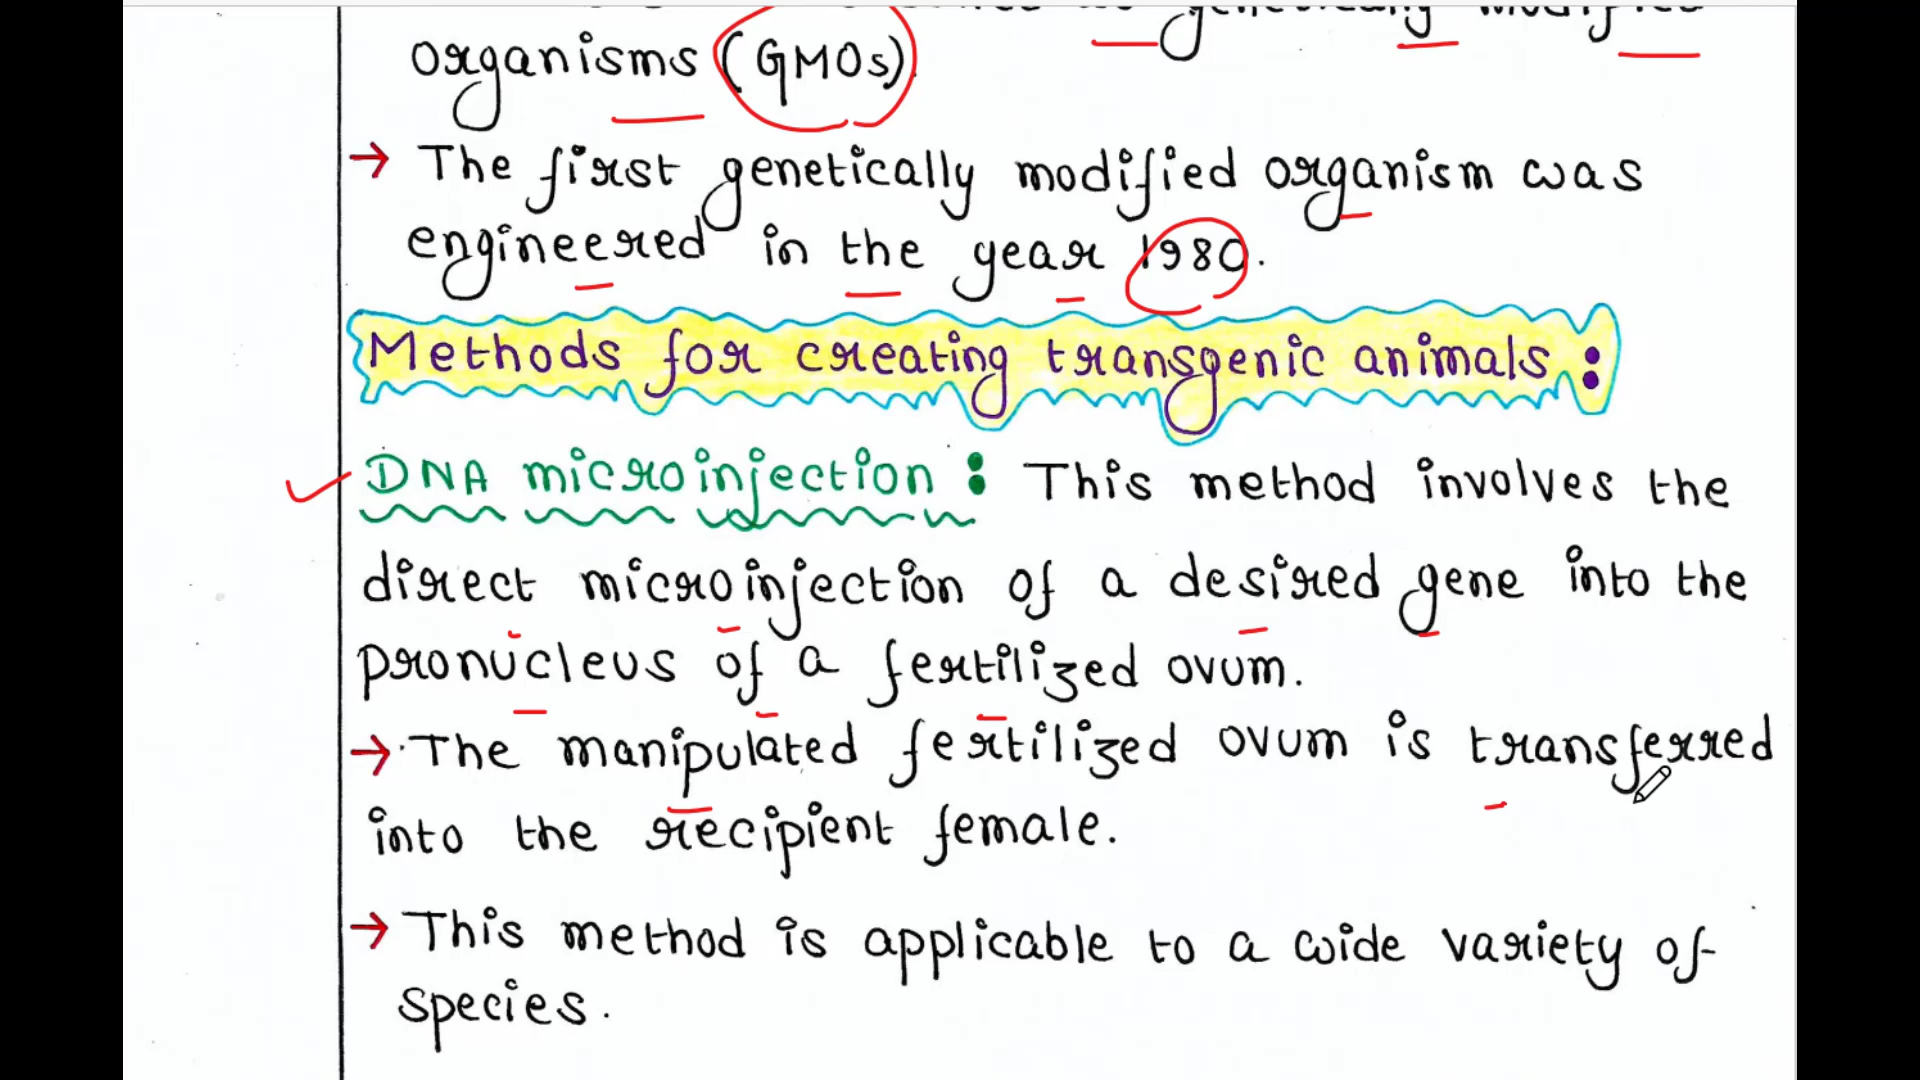 genetically modified
organisms (GMOs).
→ The first genetically modified organism was
engineered in the year 1980.
Methods for creating transgenic animals :
DNA microinjection : This method involves the
direct microinjection of a desired gene into the
pronucleus of a fertilized ovum.
→ The manipulated fertilized ovum is transferred
into the recipient female.
→ This method is applicable to a wide variety of
species.